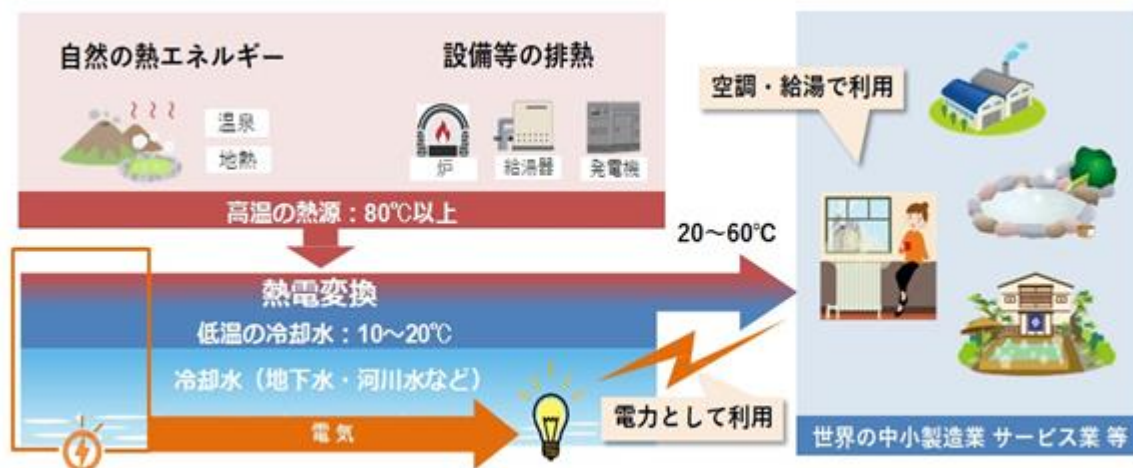 自然の熱エネルギー
設備等の排熱
温泉
地熱
炉
給湯器
発電機
高温の熱源：80℃以上
空調・給湯で利用
20～60℃
熱電変換
低温の冷却水：10～20℃
冷却水（地下水・河川水など）
電気
電力として利用
世界の中小製造業 サービス業 等